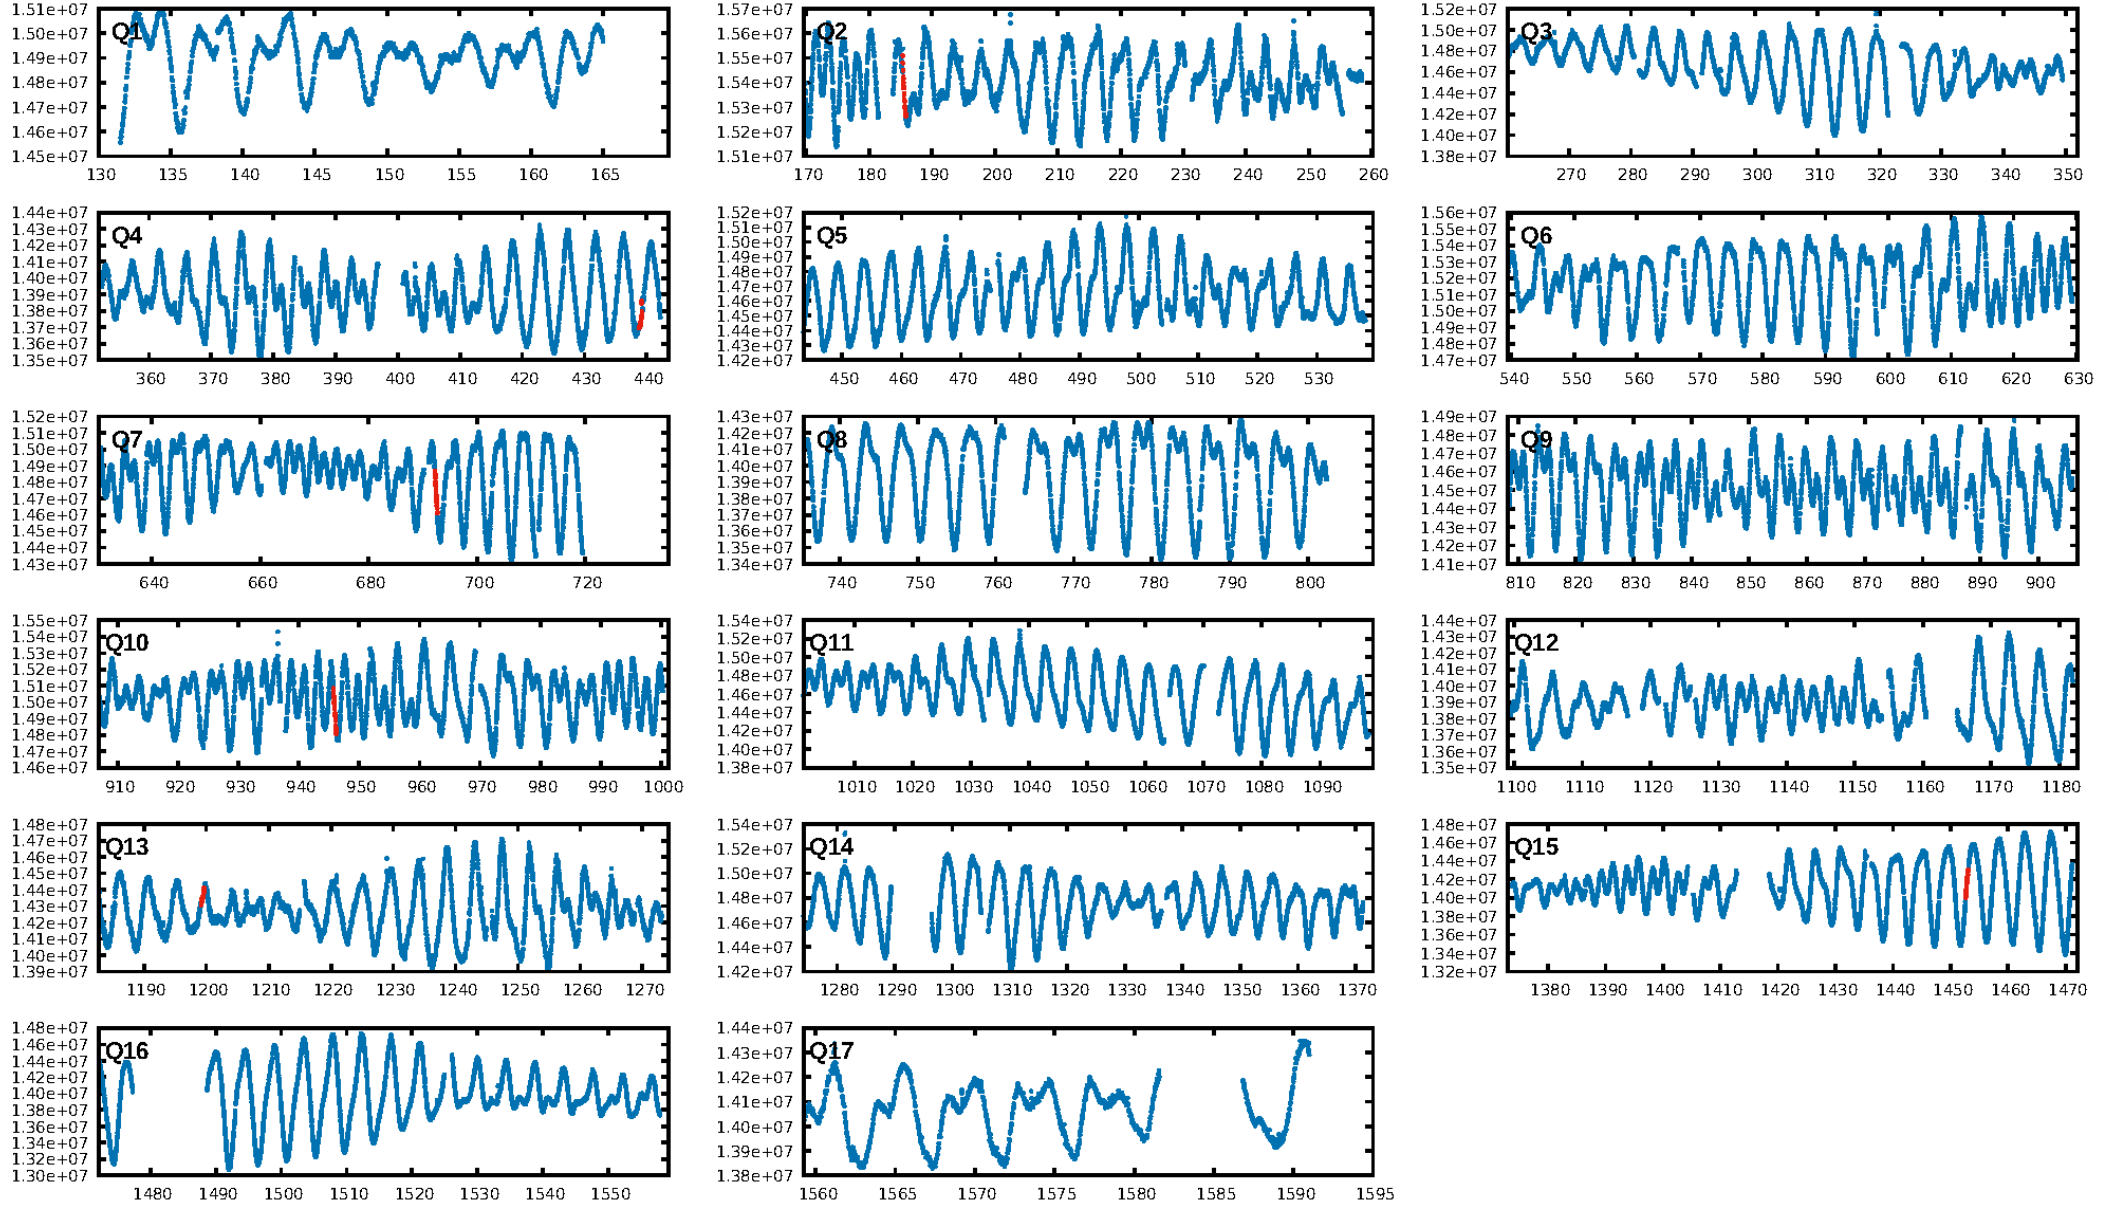 1.51e+07 1.50e+07 1.49e+07 1.48e+07 1.47e+07 1.46e+07 1.45e+07
Q1
130 135 140 145 150 155 160 165
1.57e+07 1.56e+07 1.55e+07 1.54e+07 1.53e+07 1.52e+07 1.51e+07
Q2
170 180 190 200 210 220 230 240 250 260
1.52e+07 1.50e+07 1.48e+07 1.46e+07 1.44e+07 1.42e+07 1.40e+07 1.38e+07
Q3
270 280 290 300 310 320 330 340 350
1.44e+07 1.43e+07 1.42e+07 1.41e+07 1.40e+07 1.39e+07 1.38e+07 1.37e+07 1.36e+07 1.35e+07
Q4
360 370 380 390 400 410 420 430 440
1.52e+07 1.51e+07 1.50e+07 1.49e+07 1.48e+07 1.47e+07 1.46e+07 1.45e+07 1.44e+07 1.43e+07 1.42e+07
Q5
450 460 470 480 490 500 510 520 530
1.56e+07 1.55e+07 1.54e+07 1.53e+07 1.52e+07 1.51e+07 1.50e+07 1.49e+07 1.48e+07 1.47e+07
Q6
540 550 560 570 580 590 600 610 620 630
1.52e+07 1.51e+07 1.50e+07 1.49e+07 1.48e+07 1.47e+07 1.46e+07 1.45e+07 1.44e+07 1.43e+07
Q7
640 660 680 700 720
1.43e+07 1.42e+07 1.41e+07 1.40e+07 1.39e+07 1.38e+07 1.37e+07 1.36e+07 1.35e+07 1.34e+07
Q8
740 750 760 770 780 790 800
1.49e+07 1.48e+07 1.47e+07 1.46e+07 1.45e+07 1.44e+07 1.43e+07 1.42e+07 1.41e+07
Q9
810 820 830 840 850 860 870 880 890 900
1.55e+07 1.54e+07 1.53e+07 1.52e+07 1.51e+07 1.50e+07 1.49e+07 1.48e+07 1.47e+07 1.46e+07
Q10
910 920 930 940 950 960 970 980 990 1000
1.54e+07 1.52e+07 1.50e+07 1.48e+07 1.46e+07 1.44e+07 1.42e+07 1.40e+07 1.38e+07
Q11
1010 1020 1030 1040 1050 1060 1070 1080 1090
1.44e+07 1.43e+07 1.42e+07 1.41e+07 1.40e+07 1.39e+07 1.38e+07 1.37e+07 1.36e+07 1.35e+07
Q12
1100 1110 1120 1130 1140 1150 1160 1170 1180
1.48e+07 1.47e+07 1.46e+07 1.45e+07 1.44e+07 1.43e+07 1.42e+07 1.41e+07 1.40e+07 1.39e+07
Q13
1190 1200 1210 1220 1230 1240 1250 1260 1270
1.54e+07 1.52e+07 1.50e+07 1.48e+07 1.46e+07 1.44e+07 1.42e+07
Q14
1280 1290 1300 1310 1320 1330 1340 1350 1360 1370
1.48e+07 1.46e+07 1.44e+07 1.42e+07 1.40e+07 1.38e+07 1.36e+07 1.34e+07 1.32e+07
Q15
1380 1390 1400 1410 1420 1430 1440 1450 1460 1470
1.48e+07 1.46e+07 1.44e+07 1.42e+07 1.40e+07 1.38e+07 1.36e+07 1.34e+07 1.32e+07 1.30e+07
Q16
1480 1490 1500 1510 1520 1530 1540 1550
1.44e+07 1.43e+07 1.42e+07 1.41e+07 1.40e+07 1.39e+07 1.38e+07
Q17
1560 1565 1570 1575 1580 1585 1590 1595